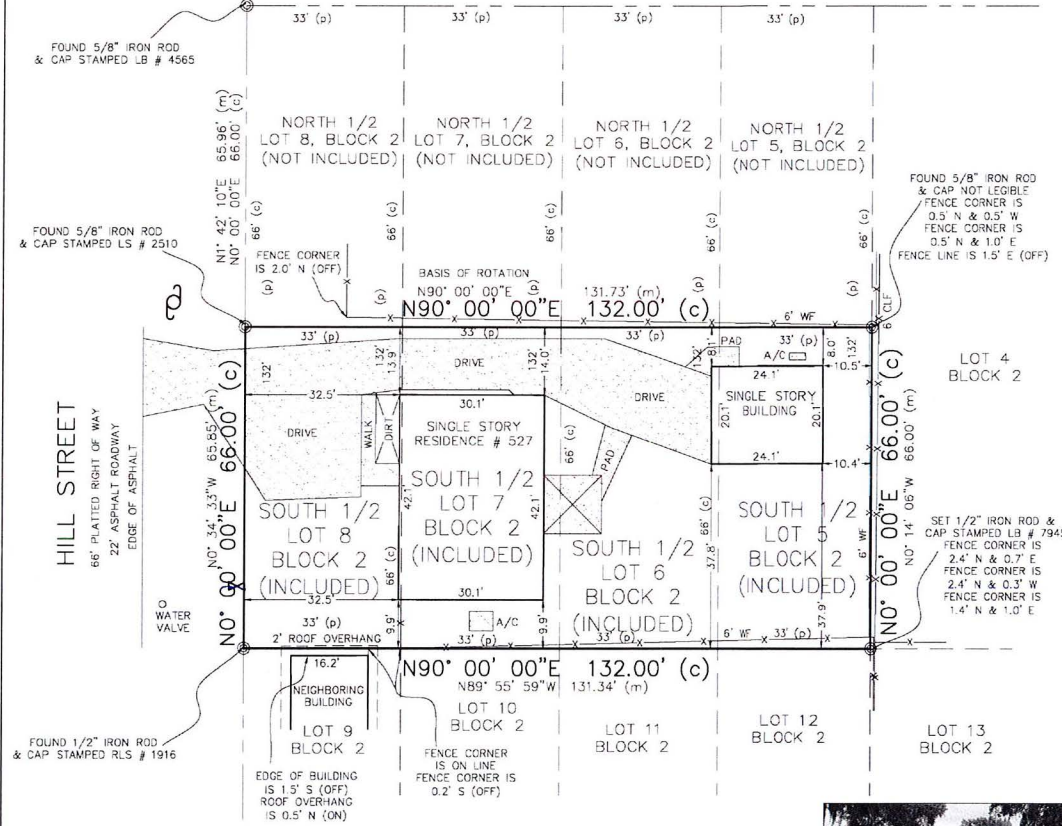 33' (p)
33' (p)
33' (p)
33' (p)
FOUND 5/8" IRON ROD
& CAP STAMPED LB # 4565
NORTH 1/2
LOT 8, BLOCK 2
(NOT INCLUDED)
NORTH 1/2
LOT 7, BLOCK 2
(NOT INCLUDED)
NORTH 1/2
LOT 6, BLOCK 2
(NOT INCLUDED)
NORTH 1/2
LOT 5, BLOCK 2
(NOT INCLUDED)
N1° 42' 10"E 65.96' (m)
N0° 00' 00"E 66.00' (c)
66' (c)
(p)
66' (c)
(p)
66' (c)
(p)
66' (c)
(p)
(p)
FOUND 5/8" IRON ROD
& CAP NOT LEGIBLE
FENCE CORNER IS
0.5' N & 0.5' W
FENCE CORNER IS
0.5' N & 1.0' E
FENCE LINE IS 1.5' E (OFF)
FOUND 5/8" IRON ROD
& CAP STAMPED LS # 2510
FENCE CORNER
IS 2.0' N (OFF)
BASIS OF ROTATION
N90° 00' 00"E 131.73' (m)
N90° 00' 00"E 132.00' (c)
6' WF
6' CLF
33' (p)
33' (p)
33' (p)
33' (p)
132'
132'
13.9'
132'
14.0'
132'
8.1'
PAD
A/C
8.0'
132'
10.5'
LOT 4
BLOCK 2
DRIVE
DRIVE
DRIVE
32.5'
30.1'
24.1'
WALK
DIRT
SINGLE STORY
RESIDENCE # 527
SINGLE STORY
BUILDING
20.1'
20.1'
24.1'
10.4'
66' (c)
PAD
HILL STREET
66' PLATTED RIGHT OF WAY
22' ASPHALT ROADWAY
EDGE OF ASPHALT
N0° 34' 33"W 65.85' (m)
N0° 00' 00"E 66.00' (c)
SOUTH 1/2
LOT 8
BLOCK 2
(INCLUDED)
42.1'
SOUTH 1/2
LOT 7
BLOCK 2
(INCLUDED)
42.1'
SOUTH 1/2
LOT 6
BLOCK 2
(INCLUDED)
SOUTH 1/2
LOT 5
BLOCK 2
(INCLUDED)
66' (c)
37.8'
66' (c)
37.9'
6' WF
N0° 00' 00"E 66.00' (c)
N0° 14' 06"W 66.00' (m)
SET 1/2" IRON ROD &
CAP STAMPED LB # 794
FENCE CORNER IS
2.4' N & 0.7' E
FENCE CORNER IS
2.4' N & 0.3' W
FENCE CORNER IS
1.4' N & 1.0' E
WATER
VALVE
32.5'
30.1'
33' (p)
2' ROOF OVERHANG
9.9'
A/C
33' (p)
9.9'
33' (p)
6' WF
33' (p)
16.2'
NEIGHBORING
BUILDING
N90° 00' 00"E 132.00' (c)
N89° 55' 59"W 131.34' (m)
LOT 9
BLOCK 2
LOT 10
BLOCK 2
LOT 11
BLOCK 2
LOT 12
BLOCK 2
LOT 13
BLOCK 2
FOUND 1/2" IRON ROD
& CAP STAMPED RLS # 1916
EDGE OF BUILDING
IS 1.5' S (OFF)
ROOF OVERHANG
IS 0.5' N (ON)
FENCE CORNER
IS ON LINE
FENCE CORNER IS
0.2' S (OFF)